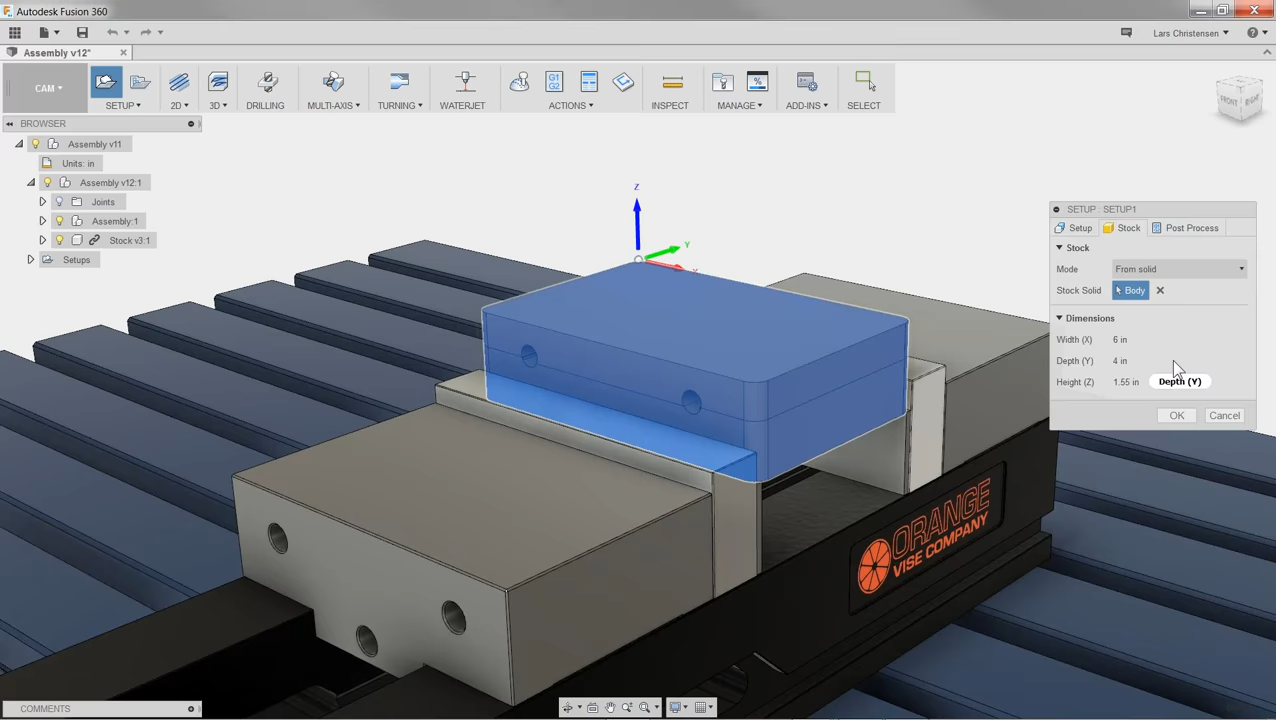 Autodesk Fusion 360
Assembly v12*
Lars Christensen
CAM
SETUP
2D
3D
DRILLING
MULTI-AXIS
TURNING
WATERJET
G1
G2
ACTIONS
INSPECT
MANAGE
ADD-INS
SELECT
BROWSER
Assembly v11
Units: in
Assembly v12:1
Joints
Assembly:1
Stock v3:1
Setups
Z
Y
X
FRONT
RIGHT
SETUP : SETUP1
Setup
Stock
Post Process
Stock
Mode
From solid
Stock Solid
Body
Dimensions
Width (X)
6 in
Depth (Y)
4 in
Height (Z)
1.55 in
Depth (Y)
OK
Cancel
ORANGE
VISE COMPANY
COMMENTS